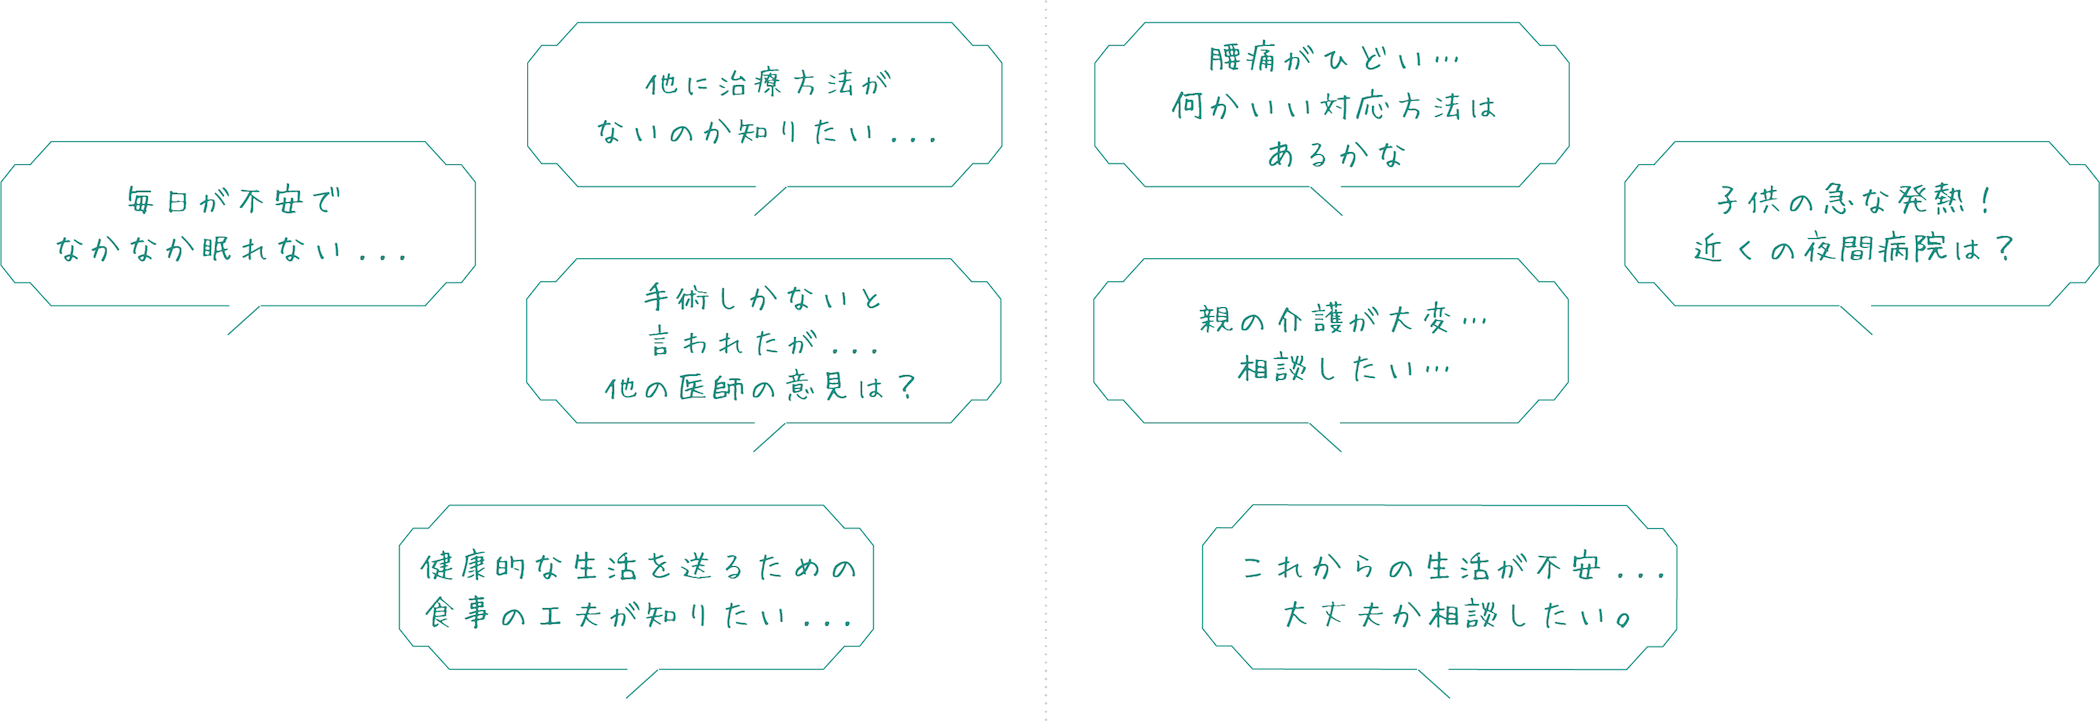 毎日が不安で
なかなか眠れない...
他に治療方法が
ないのか知りたい...
手術しかないと
言われたが...
他の医師の意見は？
健康的な生活を送るための
食事の工夫が知りたい...
腰痛がひどい…
何かいい対応方法は
あるかな
親の介護が大変…
相談したい…
子供の急な発熱！
近くの夜間病院は？
これからの生活が不安...
大丈夫か相談したい。